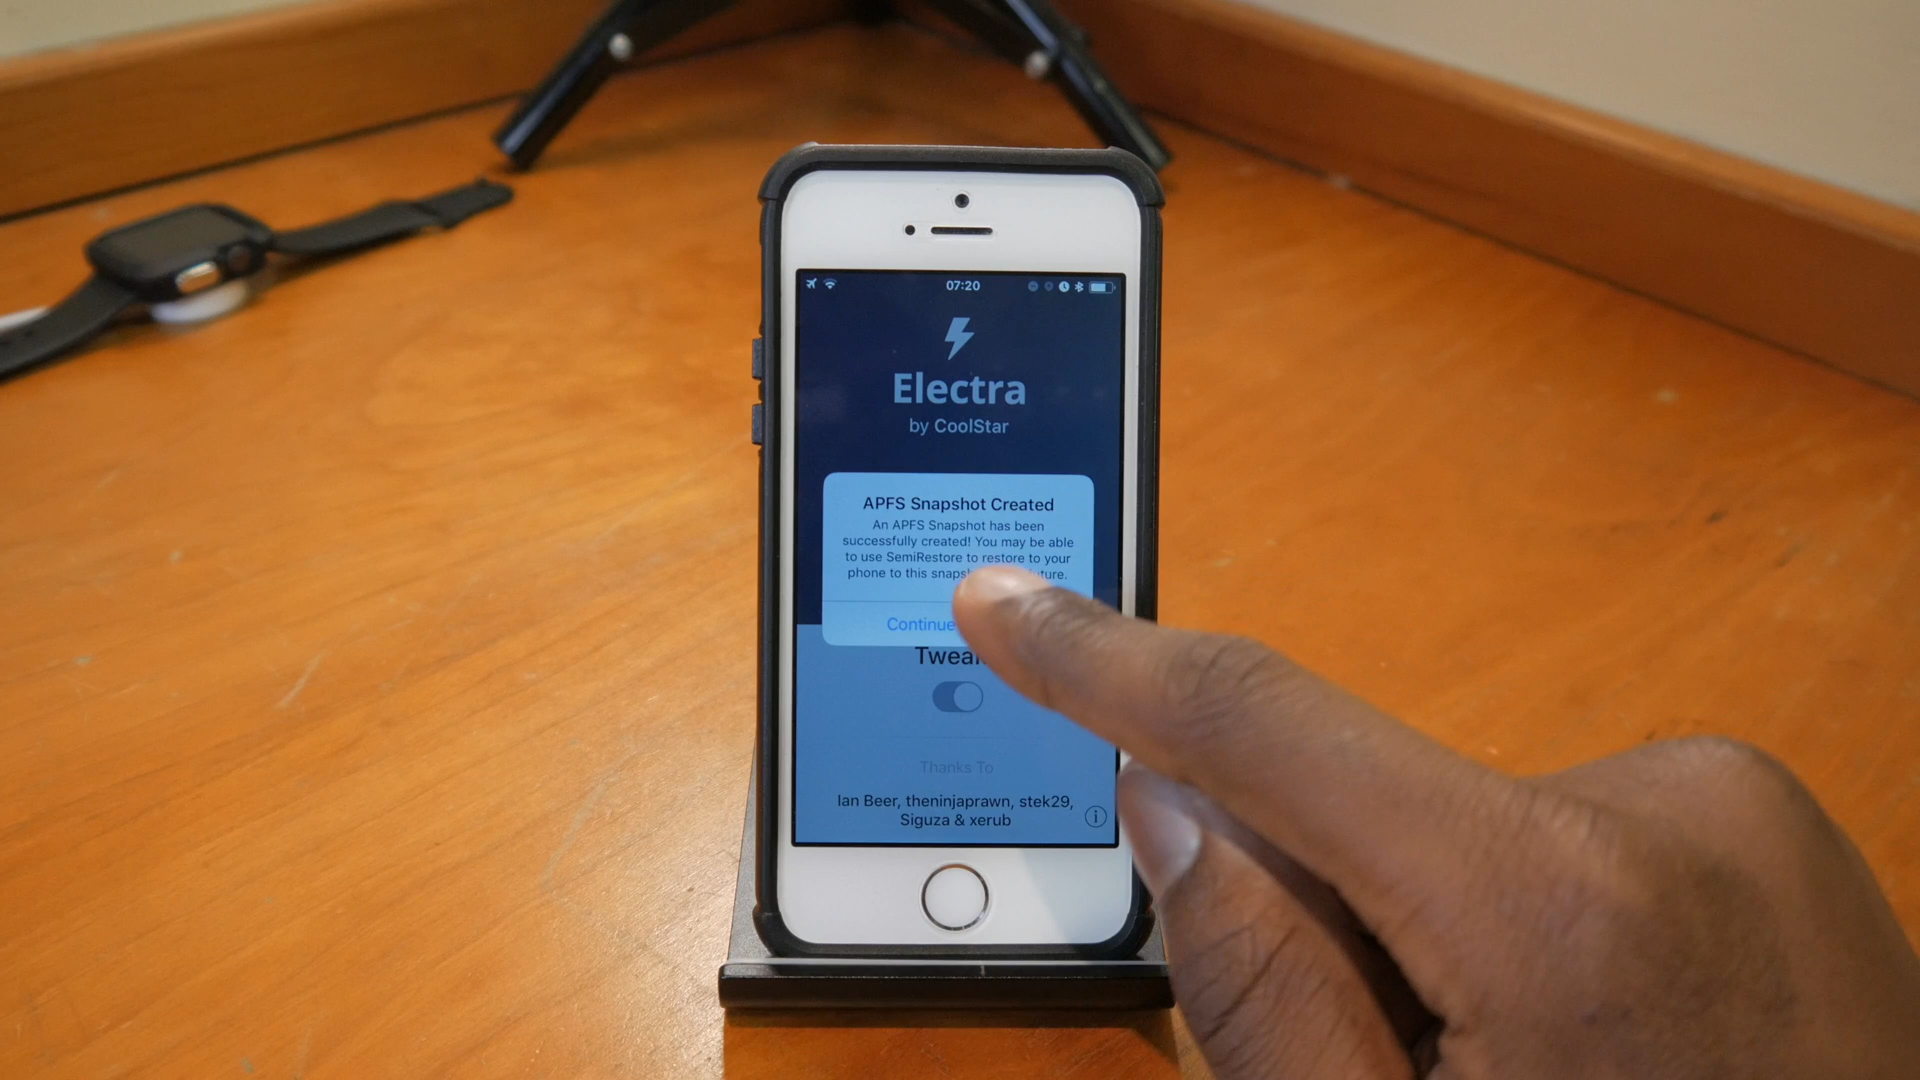 07:20
Electra
by CoolStar
APFS Snapshot Created
An APFS Snapshot has been
successfully created! You may be able
to use SemiRestore to restore to your
phone to this future.
Continue
Thanks To
Ian Beer, theninjaprawn, stek29,
Siguza & xerub